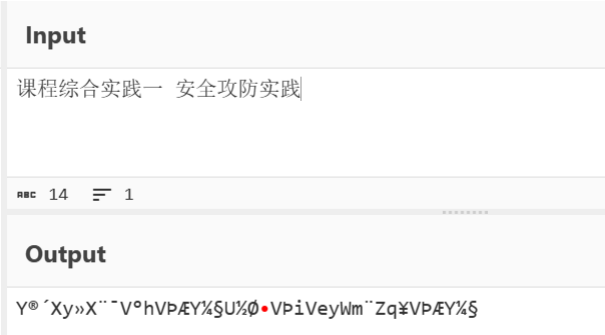 Input
课程综合实践一 安全攻防实践
ABC 14 1
Output
Y®´Xy»X¨¯VºhVÞÆY¼§U½Ø•VÞiVeyWm¨Zq¥VÞÆY¼§